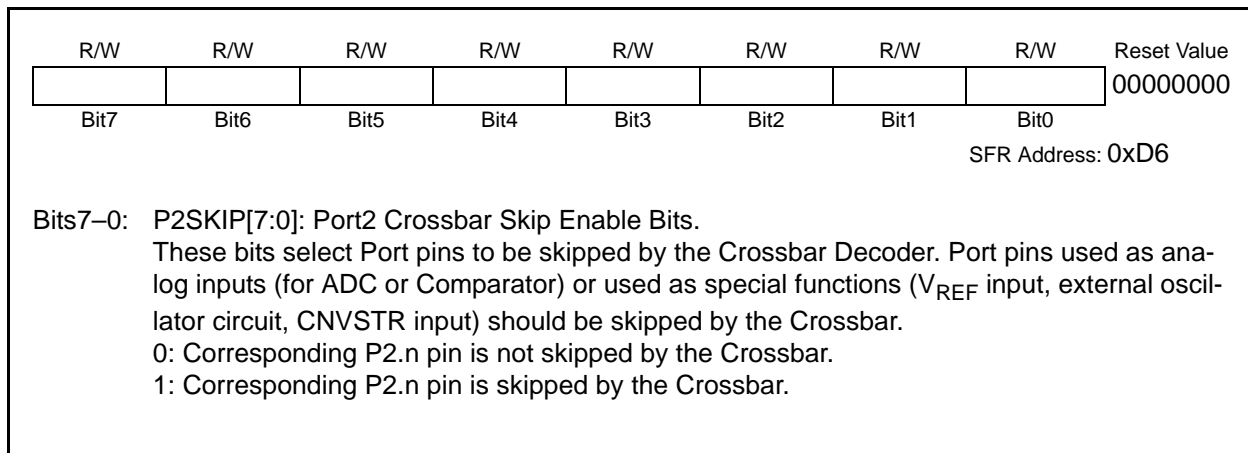 R/W R/W R/W R/W R/W R/W R/W R/W Reset Value
00000000
Bit7 Bit6 Bit5 Bit4 Bit3 Bit2 Bit1 Bit0
SFR Address: 0xD6
Bits7–0: P2SKIP[7:0]: Port2 Crossbar Skip Enable Bits.
These bits select Port pins to be skipped by the Crossbar Decoder. Port pins used as ana-
log inputs (for ADC or Comparator) or used as special functions (VREF input, external oscil-
lator circuit, CNVSTR input) should be skipped by the Crossbar.
0: Corresponding P2.n pin is not skipped by the Crossbar.
1: Corresponding P2.n pin is skipped by the Crossbar.